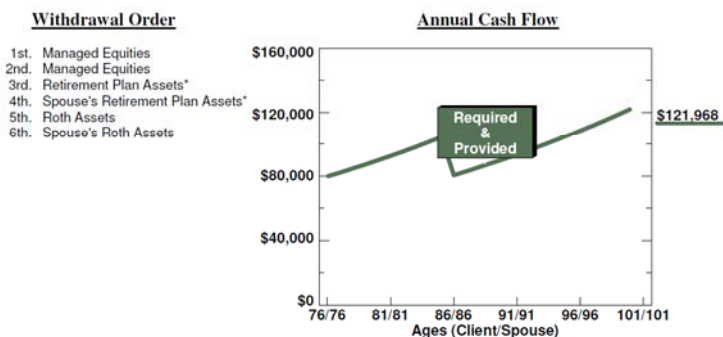 Withdrawal Order
1st. Managed Equities
2nd. Managed Equities
3rd. Retirement Plan Assets*
4th. Spouse's Retirement Plan Assets*
5th. Roth Assets
6th. Spouse's Roth Assets
Annual Cash Flow
$160,000
$120,000
$80,000
$40,000
$0
Required
&
Provided
$121,968
76/76 81/81 86/86 91/91 96/96 101/101
Ages (Client/Spouse)